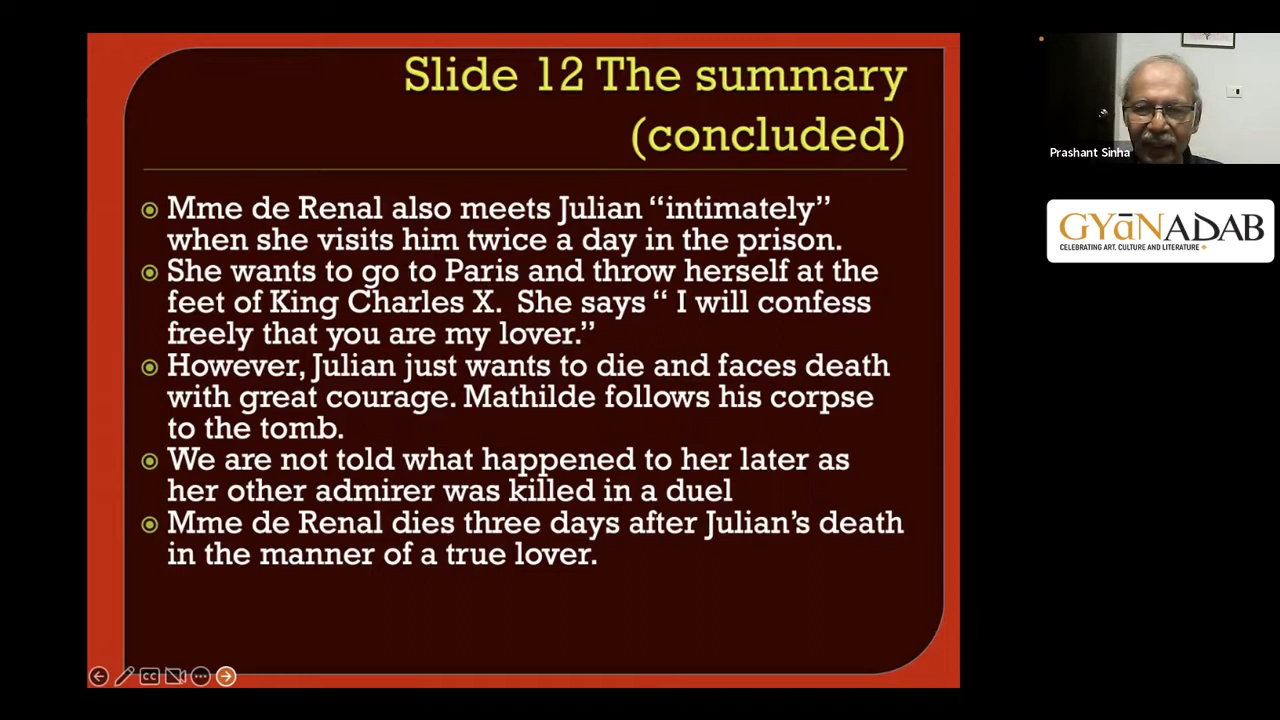 Slide 12 The summary
(concluded)
Mme de Renal also meets Julian “intimately”
when she visits him twice a day in the prison.
She wants to go to Paris and throw herself at the
feet of King Charles X.  She says “ I will confess
freely that you are my lover.”
However, Julian just wants to die and faces death
with great courage. Mathilde follows his corpse
to the tomb.
We are not told what happened to her later as
her other admirer was killed in a duel
Mme de Renal dies three days after Julian’s death
in the manner of a true lover.
CC
Prashant Sinha
GYāNADAB
CELEBRATING ART, CULTURE AND LITERATURE